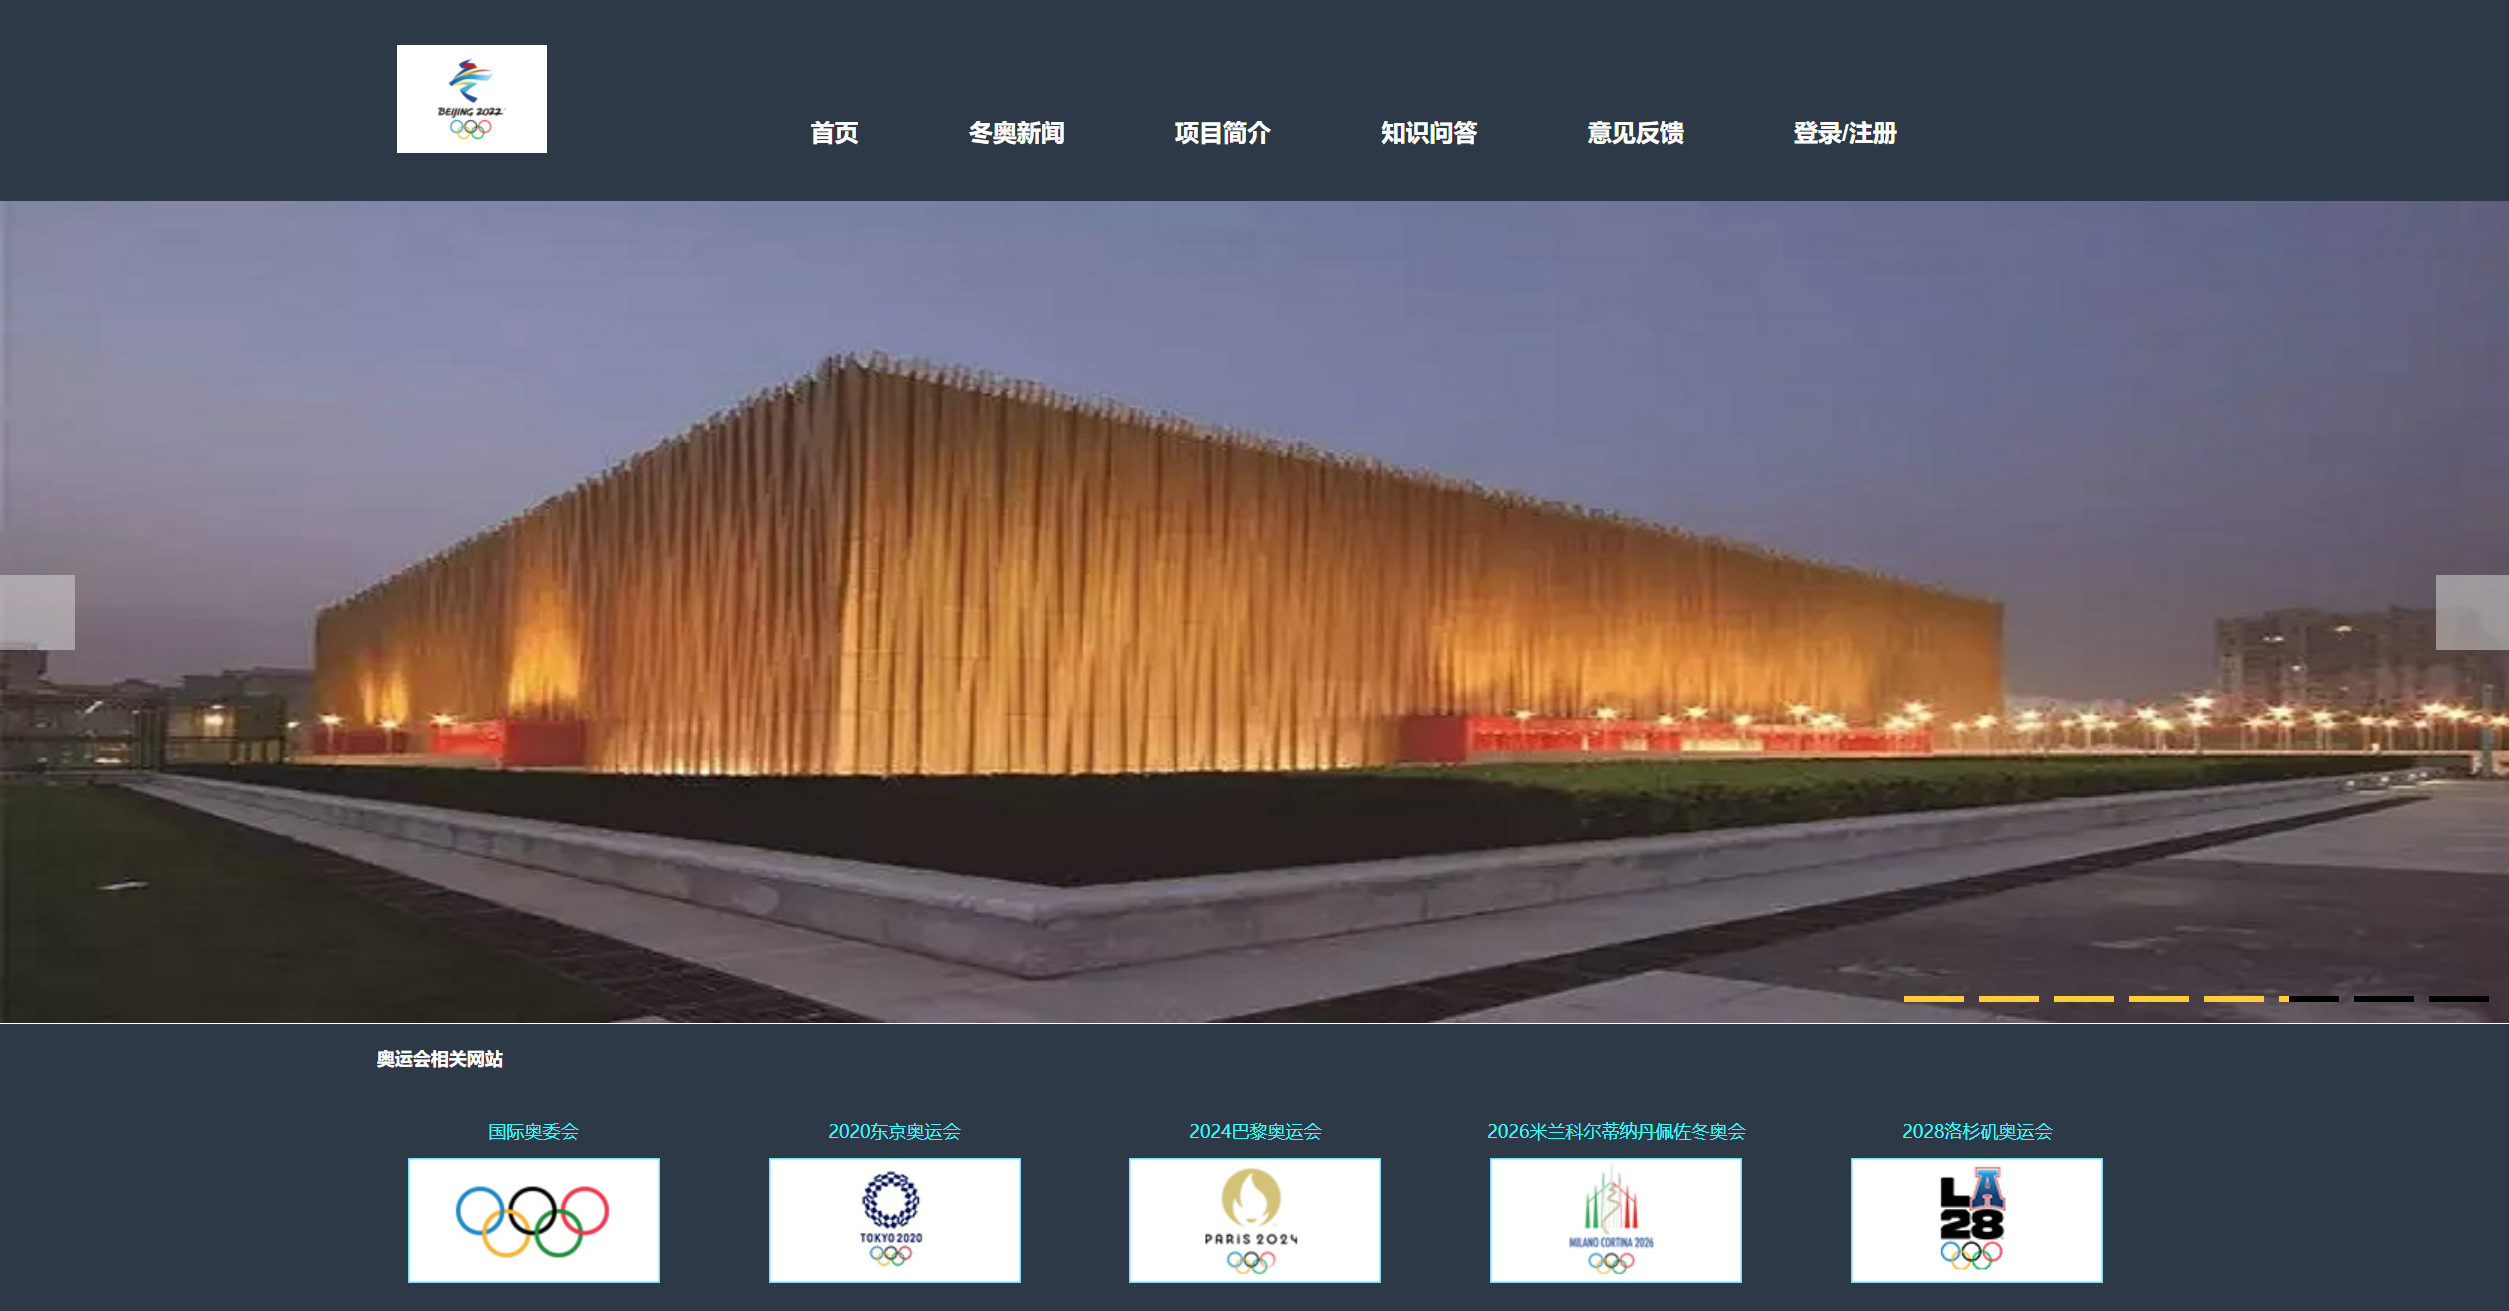 BEIJING 2022
首页 冬奥新闻 项目简介 知识问答 意见反馈 登录/注册
奥运会相关网站
国际奥委会 2020东京奥运会 2024巴黎奥运会 2026米兰科尔蒂纳丹佩佐冬奥会 2028洛杉矶奥运会
TOKYO 2020
PARIS 2024
MILANO CORTINA 2026
LA
28